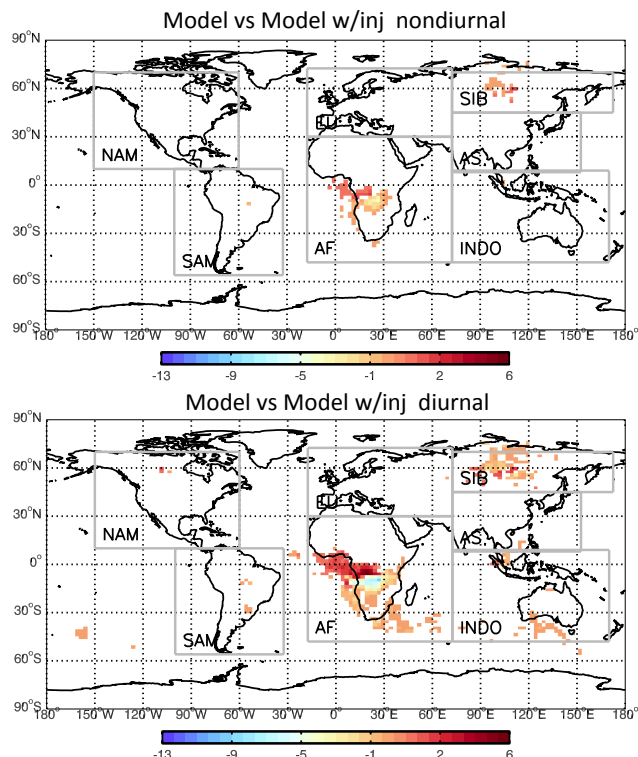 Model vs Model w/inj nondiurnal
90°N
60°N
SIB
EU
30°N
NAM
AS
0°
30°S
SAM
AF
INDO
60°S
90°S
180° 150°W 120°W 90°W 60°W 30°W 0° 30°E 60°E 90°E 120°E 150°E 180°
-13 -9 -5 -1 2 6
Model vs Model w/inj diurnal
90°N
60°N
SIB
EU
30°N
NAM
AS
0°
30°S
SAM
AF
INDO
60°S
90°S
180° 150°W 120°W 90°W 60°W 30°W 0° 30°E 60°E 90°E 120°E 150°E 180°
-13 -9 -5 -1 2 6